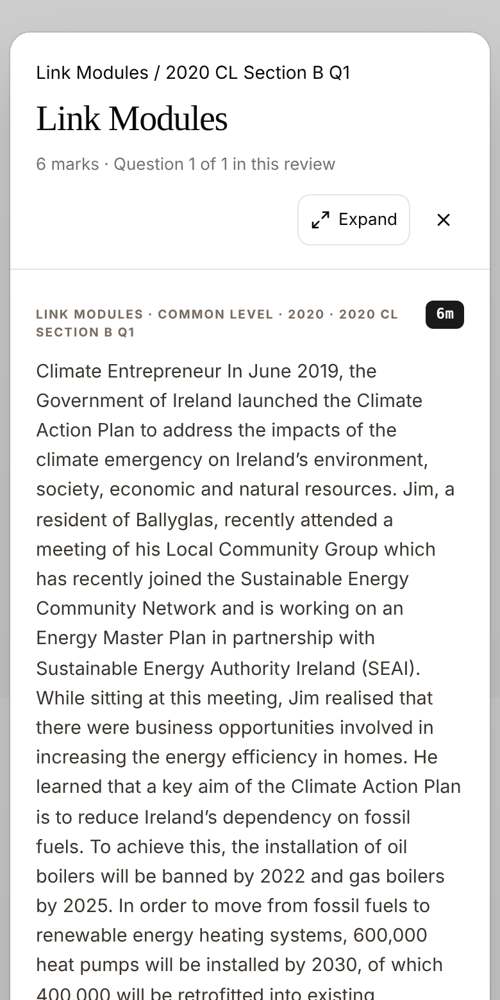 Link Modules / 2020 CL Section B Q1
Link Modules
6 marks · Question 1 of 1 in this review
Expand
LINK MODULES · COMMON LEVEL · 2020 · 2020 CL
SECTION B Q1
6m
Climate Entrepreneur In June 2019, the
Government of Ireland launched the Climate
Action Plan to address the impacts of the
climate emergency on Ireland’s environment,
society, economic and natural resources. Jim, a
resident of Ballyglas, recently attended a
meeting of his Local Community Group which
has recently joined the Sustainable Energy
Community Network and is working on an
Energy Master Plan in partnership with
Sustainable Energy Authority Ireland (SEAI).
While sitting at this meeting, Jim realised that
there were business opportunities involved in
increasing the energy efficiency in homes. He
learned that a key aim of the Climate Action Plan
is to reduce Ireland’s dependency on fossil
fuels. To achieve this, the installation of oil
boilers will be banned by 2022 and gas boilers
by 2025. In order to move from fossil fuels to
renewable energy heating systems, 600,000
heat pumps will be installed by 2030, of which
400,000 will be retrofitted into existing